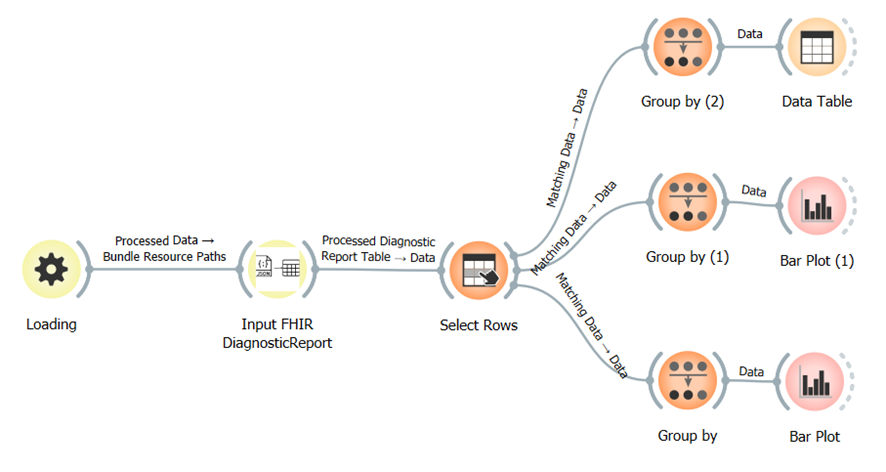 Data
Group by (2)
Data Table
Matching Data → Data
Data
Group by (1)
Bar Plot (1)
Matching Data → Data
Processed Data →
Bundle Resource Paths
Processed Diagnostic
Report Table → Data
{:}
JSON
Loading
Input FHIR
DiagnosticReport
Select Rows
Matching Data → Data
Data
Group by
Bar Plot